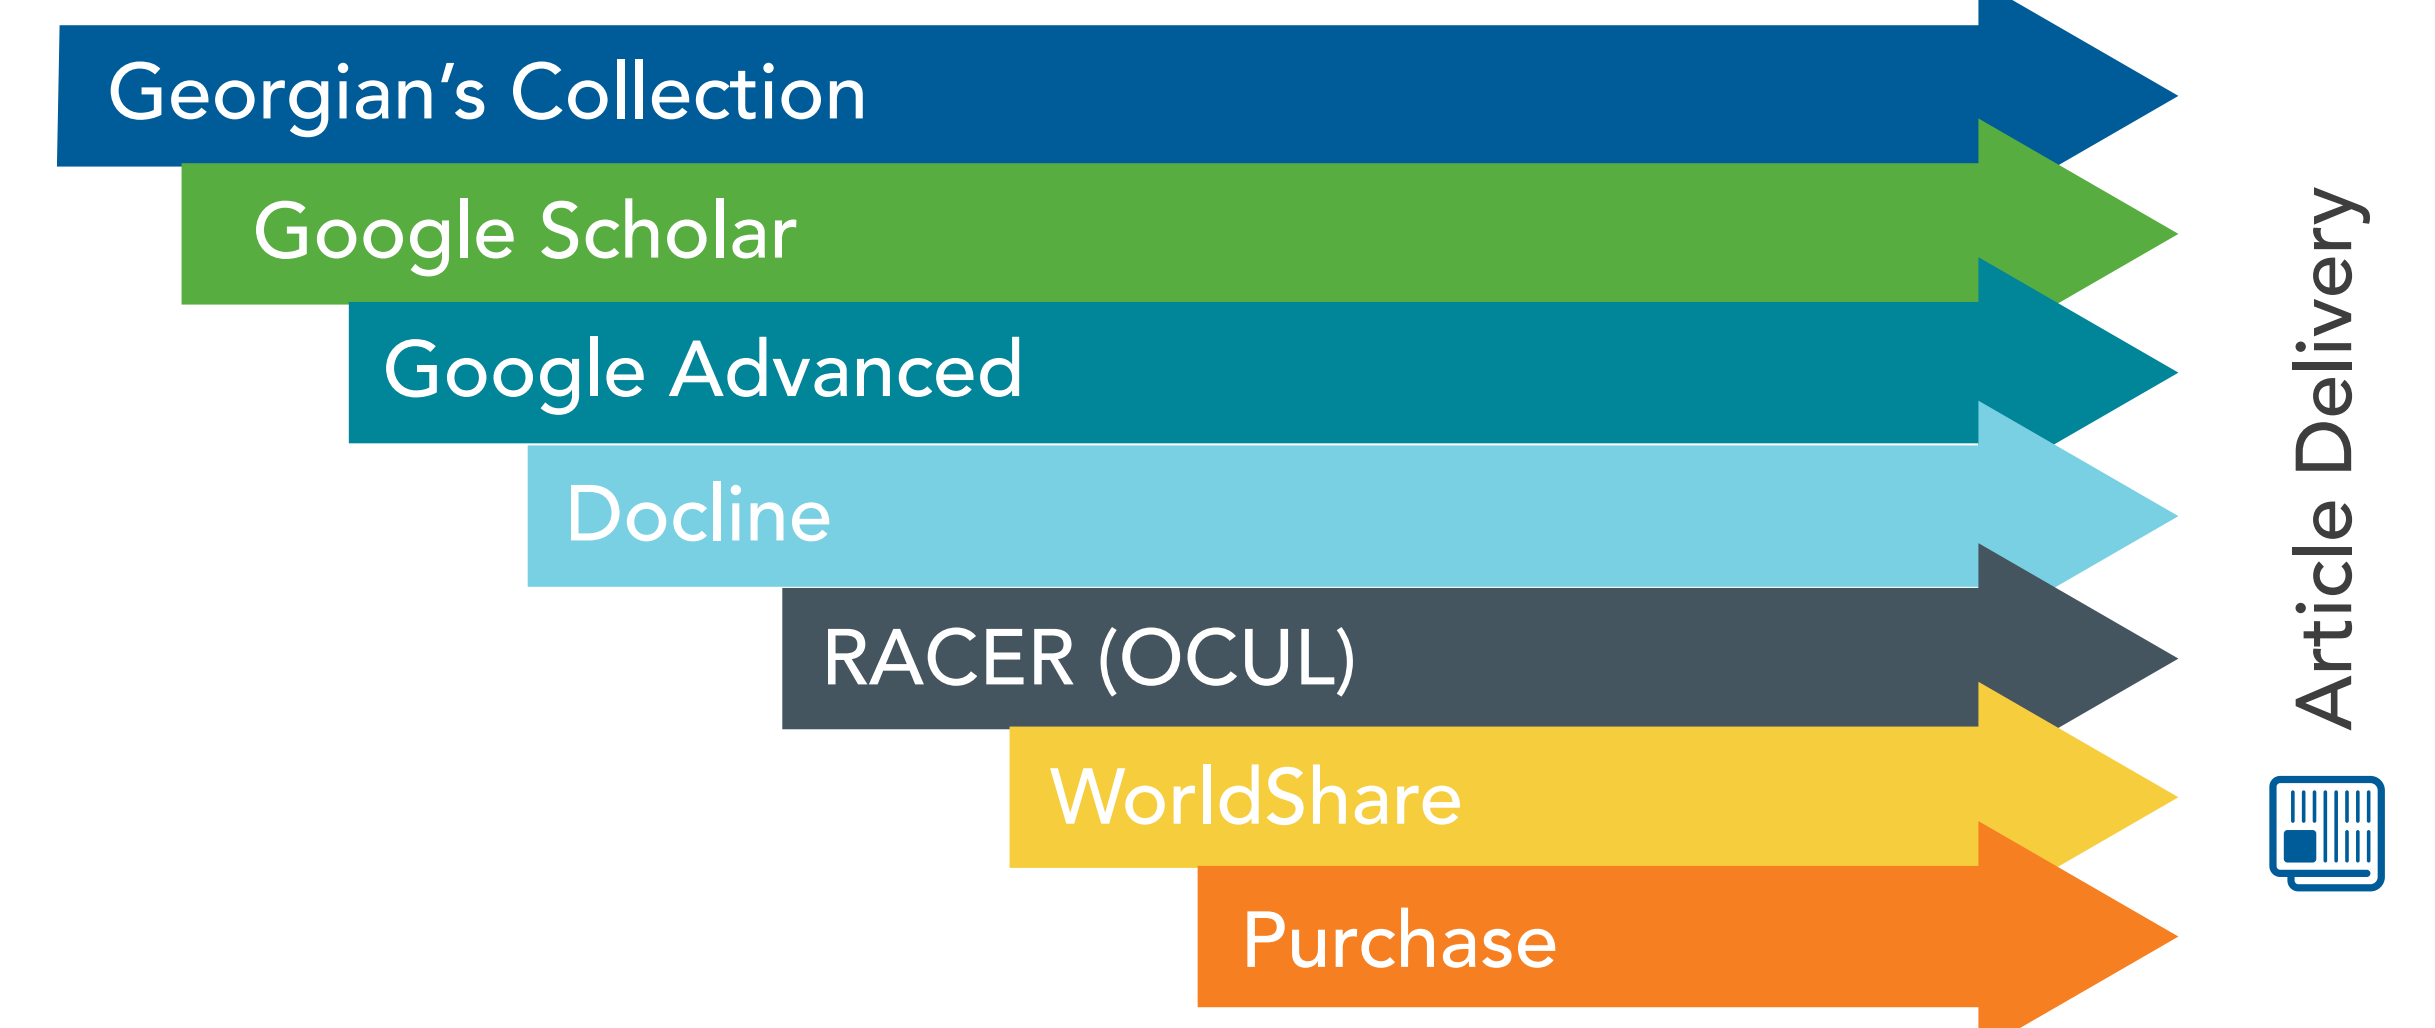 Georgian’s Collection
Google Scholar
Google Advanced
Docline
RACER (OCUL)
WorldShare
Purchase
Article Delivery